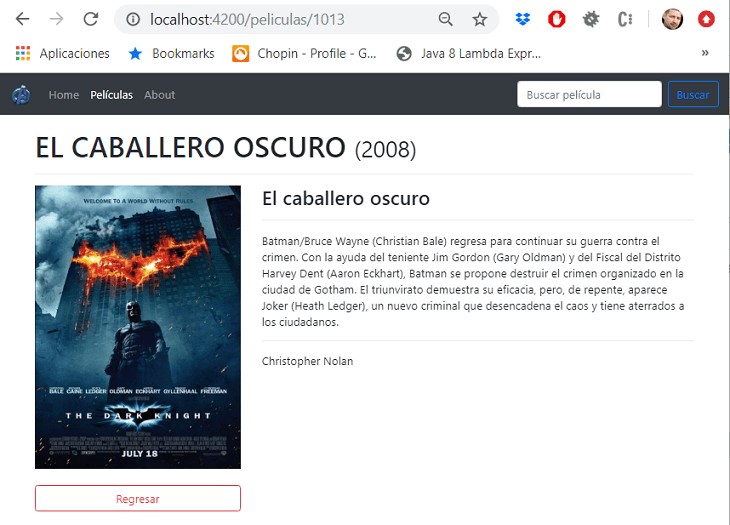 localhost:4200/peliculas/1013
Aplicaciones Bookmarks Chopin - Profile - G... Java 8 Lambda Expr... »
Home Películas About Buscar película Buscar
EL CABALLERO OSCURO (2008)
WELCOME TO A WORLD WITHOUT RULES.
BALE CAINE LEDGER OLDMAN ECKHART GYLLENHAAL FREEMAN
THE DARK KNIGHT
JULY 18
El caballero oscuro
Batman/Bruce Wayne (Christian Bale) regresa para continuar su guerra contra el
crimen. Con la ayuda del teniente Jim Gordon (Gary Oldman) y del Fiscal del Distrito
Harvey Dent (Aaron Eckhart), Batman se propone destruir el crimen organizado en la
ciudad de Gotham. El triunvirato demuestra su eficacia, pero, de repente, aparece
Joker (Heath Ledger), un nuevo criminal que desencadena el caos y tiene aterrados a
los ciudadanos.
Christopher Nolan
Regresar